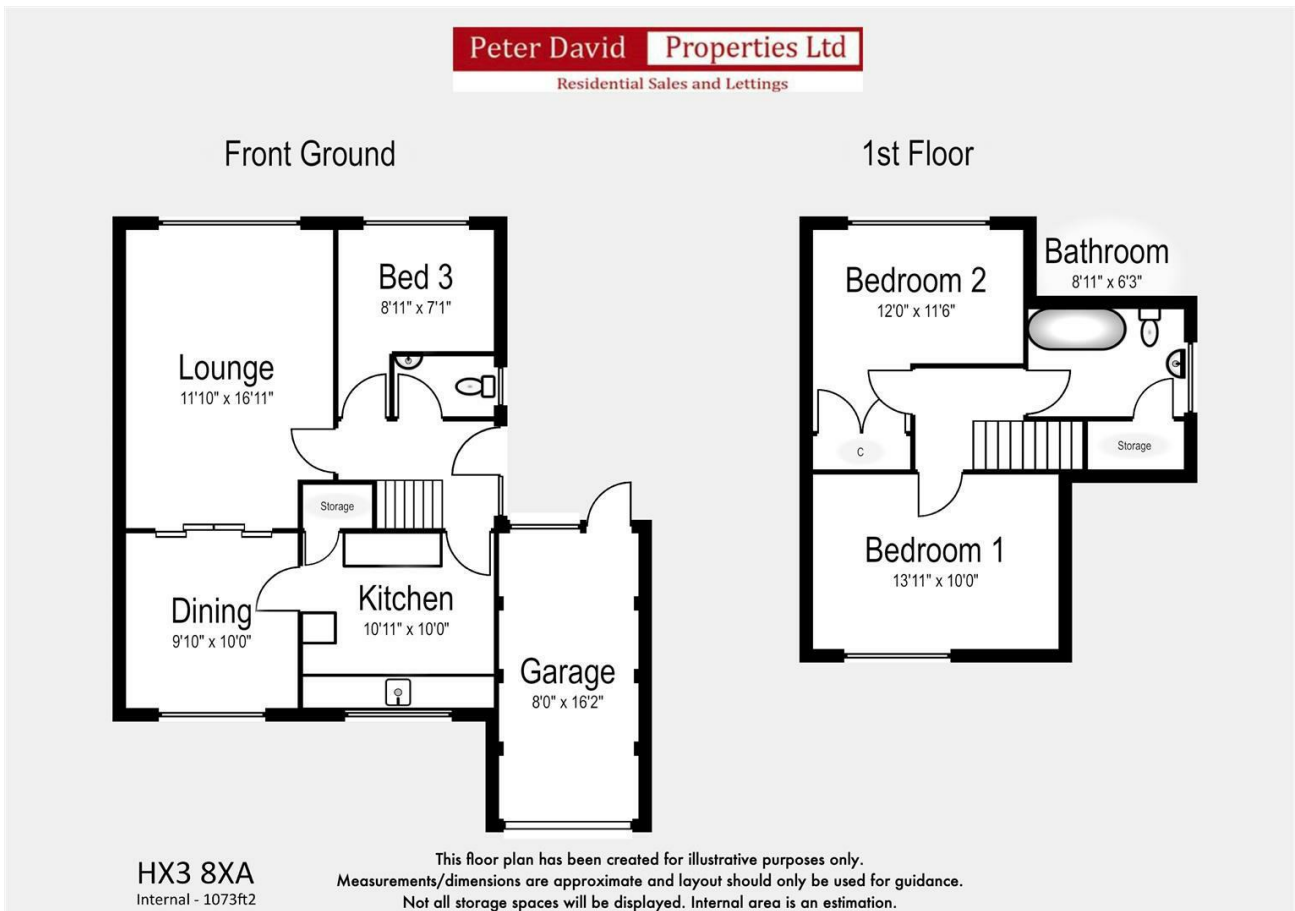 Peter David Properties Ltd
Residential Sales and Lettings
Front Ground
1st Floor
Lounge
11'10" x 16'11"
Bed 3
8'11" x 7'1"
Storage
Dining
9'10" x 10'0"
Kitchen
10'11" x 10'0"
Garage
8'0" x 16'2"
Bedroom 2
12'0" x 11'6"
Bathroom
8'11" x 6'3"
C
Storage
Bedroom 1
13'11" x 10'0"
HX3 8XA
Internal - 1073ft2
This floor plan has been created for illustrative purposes only.
Measurements/dimensions are approximate and layout should only be used for guidance.
Not all storage spaces will be displayed. Internal area is an estimation.